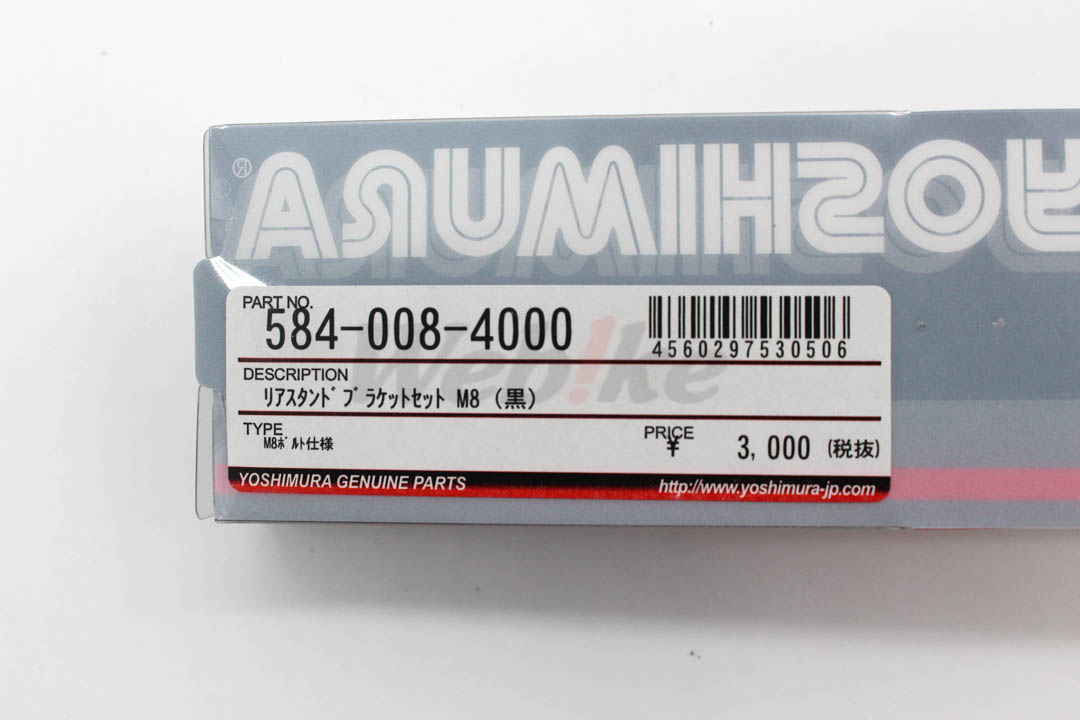 YOSHIMURA®
PART NO.
584-008-4000
4560297530506
Web!ke
DESCRIPTION
ﾘｱｽﾀﾝﾄﾞﾌﾞﾗｹｯﾄｾｯﾄ M8 (黒)
TYPE
M8ﾎﾞﾙﾄ仕様
PRICE
¥ 3,000 (税抜)
YOSHIMURA GENUINE PARTS http://www.yoshimura-jp.com